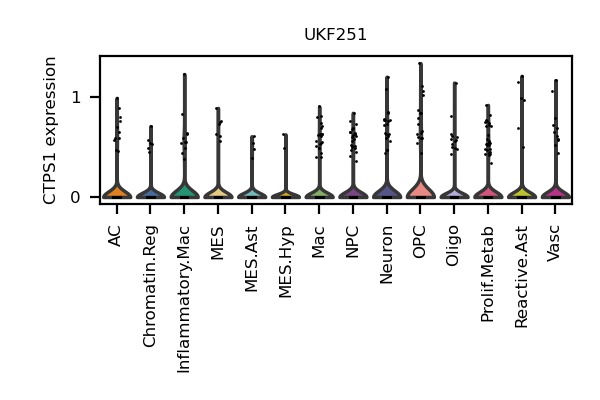 UKF251
CTPS1 expression
1
0
AC
Chromatin.Reg
Inflammatory.Mac
MES
MES.Ast
MES.Hyp
Mac
NPC
Neuron
OPC
Oligo
Prolif.Metab
Reactive.Ast
Vasc